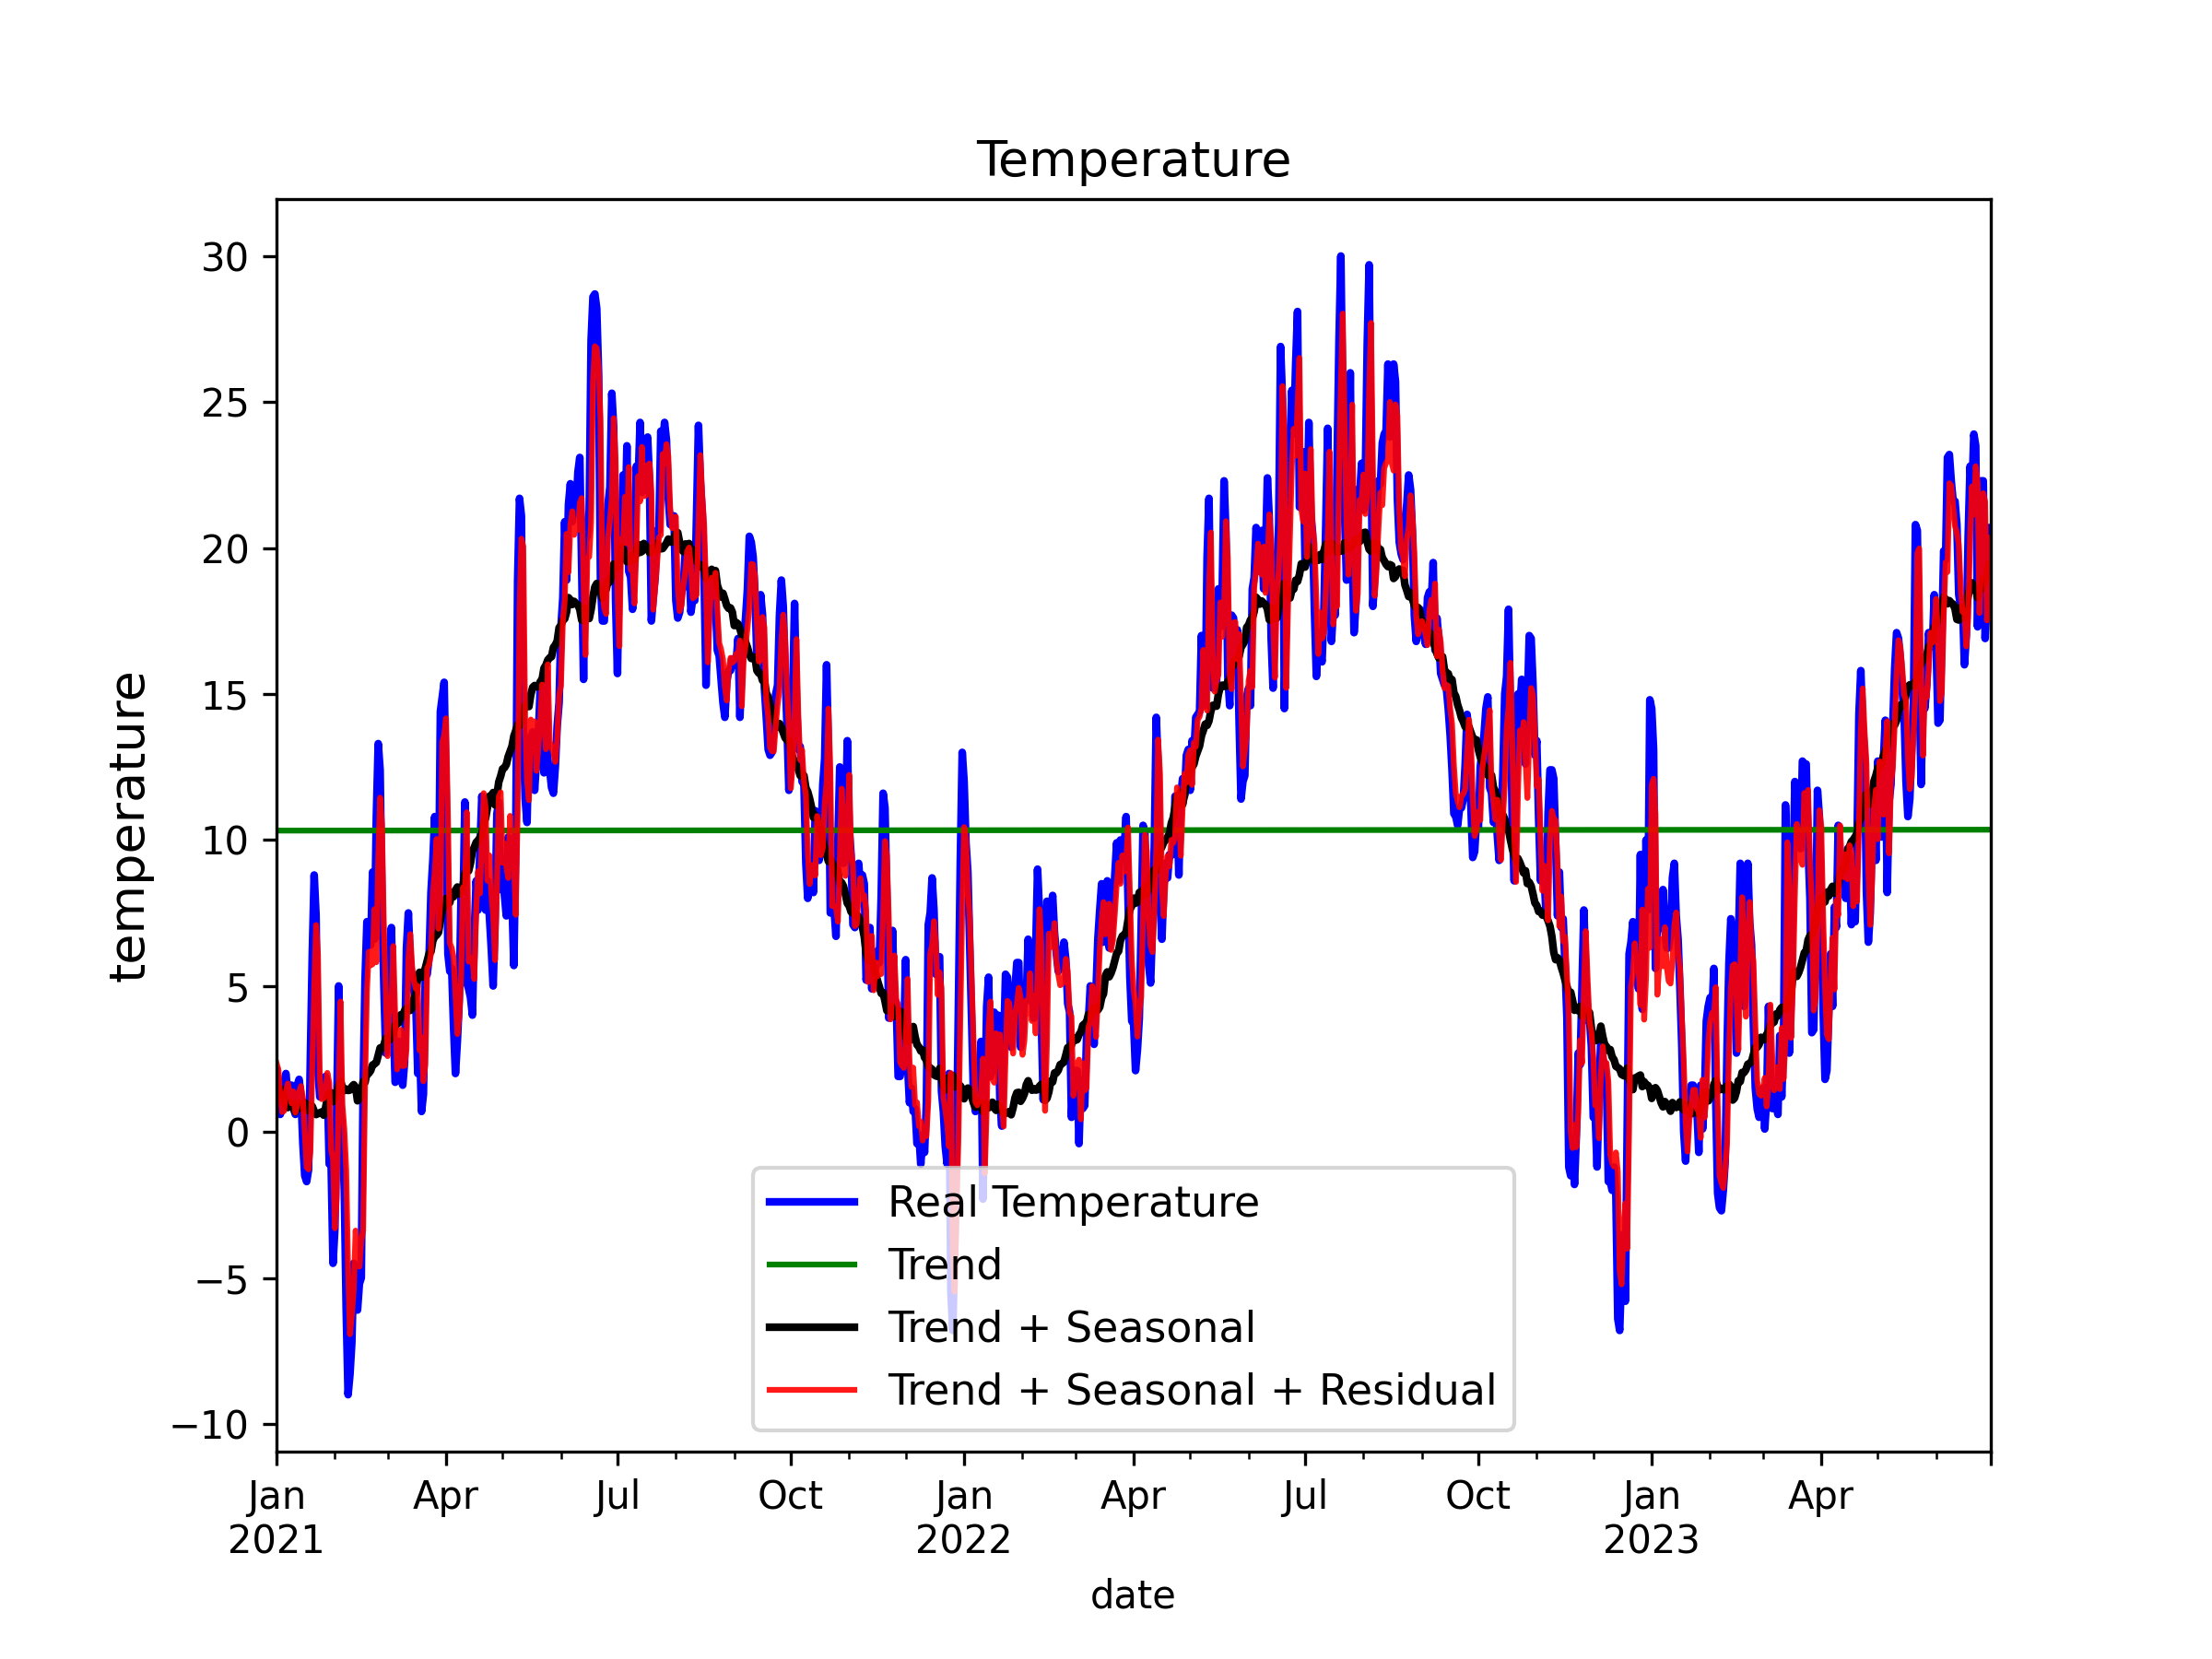 Temperature
temperature
30
25
20
15
10
5
0
−5
−10
Real Temperature
Trend
Trend + Seasonal
Trend + Seasonal + Residual
Jan Apr Jul Oct Jan Apr Jul Oct Jan Apr
2021 2022 2023
date